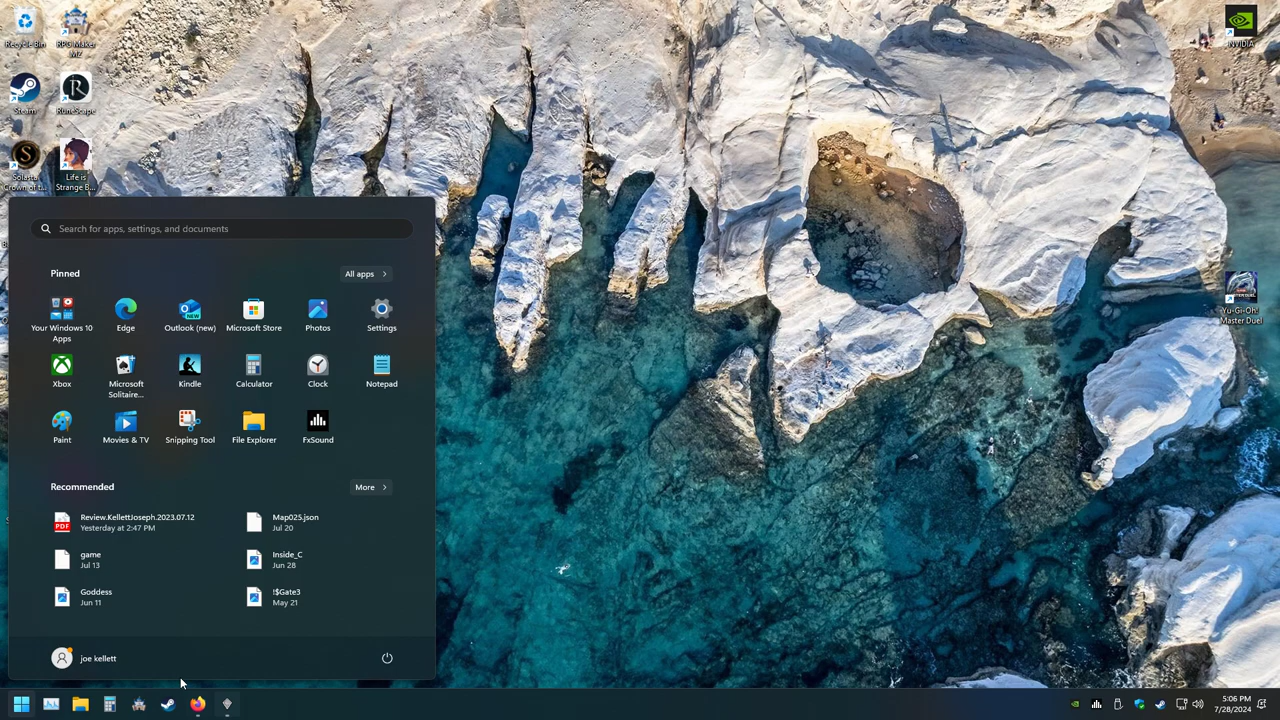 Recycle Bin
RPG Maker
MZ
NVIDIA
Steam
RuneScape
Solasta
Crown of t...
Life is
Strange B...
Yu-Gi-Oh!
Master Duel
Search for apps, settings, and documents
Pinned
All apps
Your Windows 10
Apps
Edge
Outlook (new)
Microsoft Store
Photos
Settings
Xbox
Microsoft
Solitaire...
Kindle
Calculator
Clock
Notepad
Paint
Movies & TV
Snipping Tool
File Explorer
FxSound
Recommended
More
Review.KellettJoseph.2023.07.12
Yesterday at 2:47 PM
Map025.json
Jul 20
game
Jul 13
Inside_C
Jun 28
Goddess
Jun 11
!$Gate3
May 21
joe kellett
5:06 PM
7/28/2024